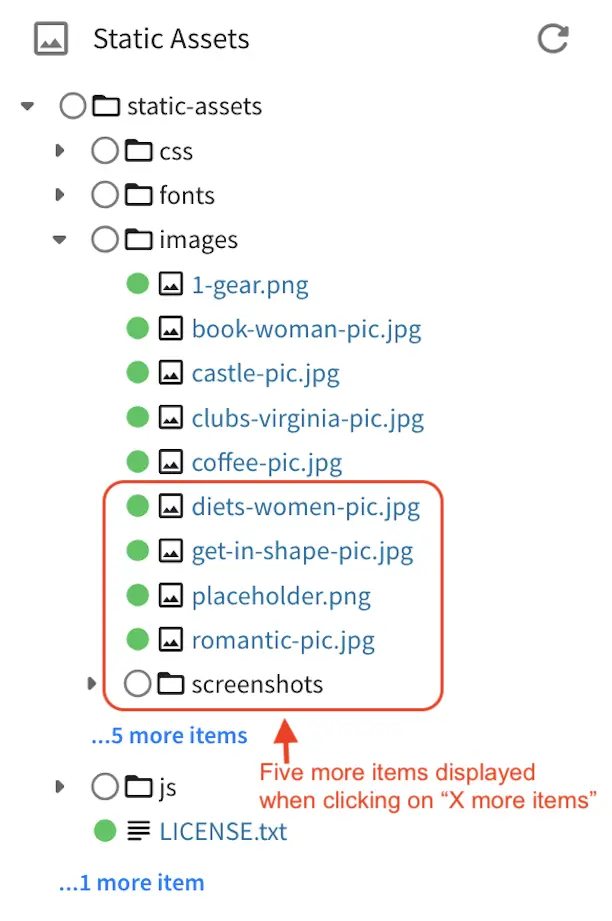 Static Assets
static-assets
css
fonts
images
1-gear.png
book-woman-pic.jpg
castle-pic.jpg
clubs-virginia-pic.jpg
coffee-pic.jpg
diets-women-pic.jpg
get-in-shape-pic.jpg
placeholder.png
romantic-pic.jpg
screenshots
...5 more items
Five more items displayed
when clicking on “X more items”
js
LICENSE.txt
...1 more item